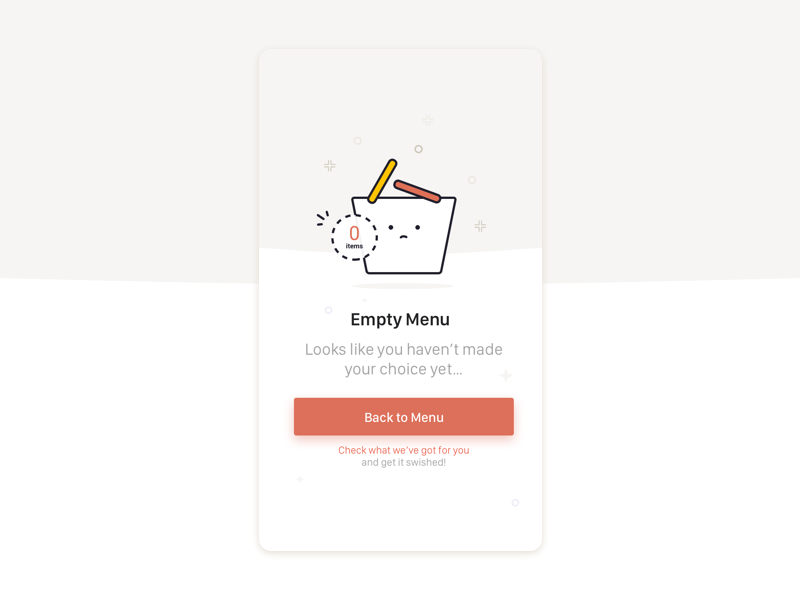 0
items
Empty Menu
Looks like you haven't made
your choice yet...
Back to Menu
Check what we've got for you
and get it swished!